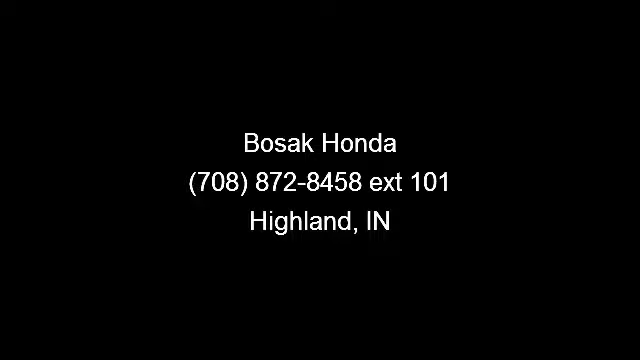 Bosak Honda
(708) 872-8458 ext 101
Highland, IN